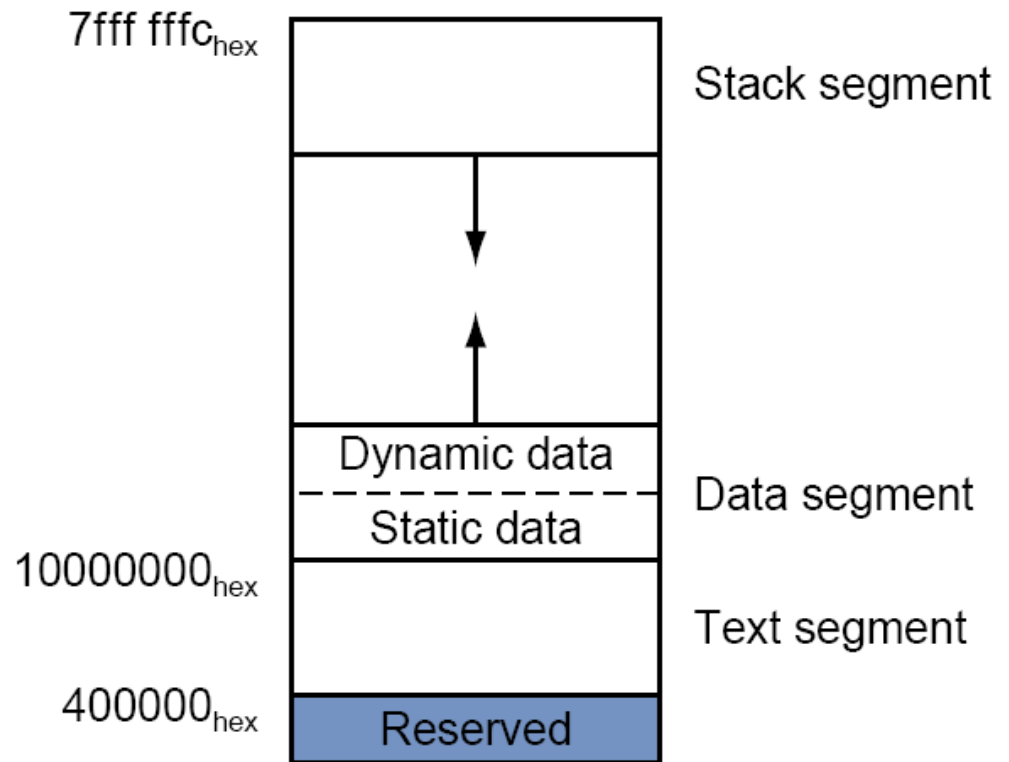 7fff fffchex
Stack segment
Dynamic data
Data segment
Static data
10000000hex
Text segment
400000hex
Reserved